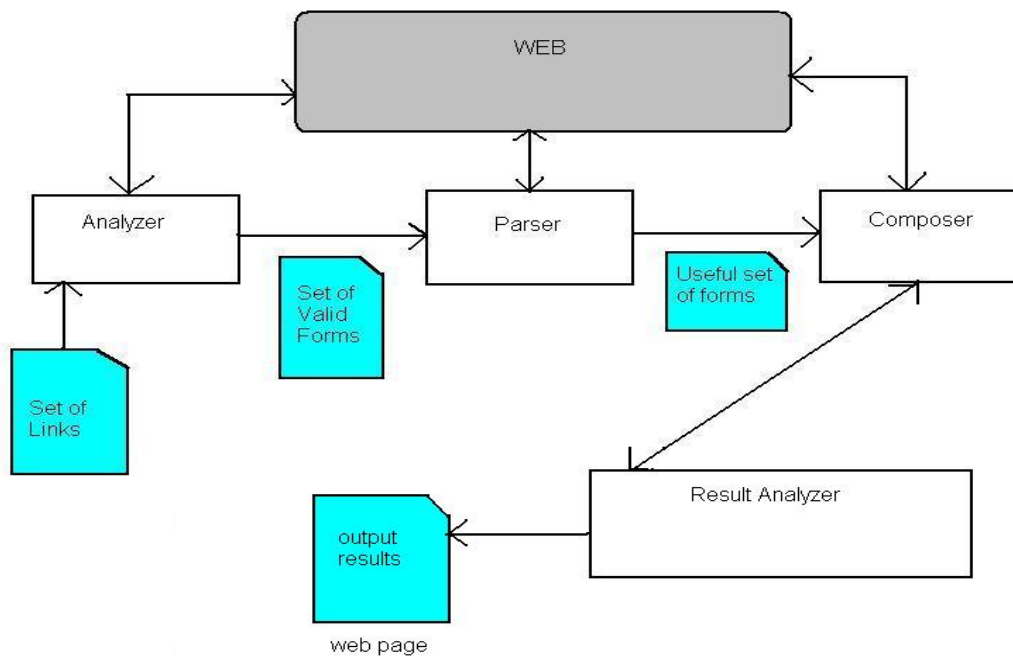 WEB
Analyzer
Parser
Composer
Set of
Valid
Forms
Useful set
of forms
Set of
Links
Result Analyzer
output
results
web page